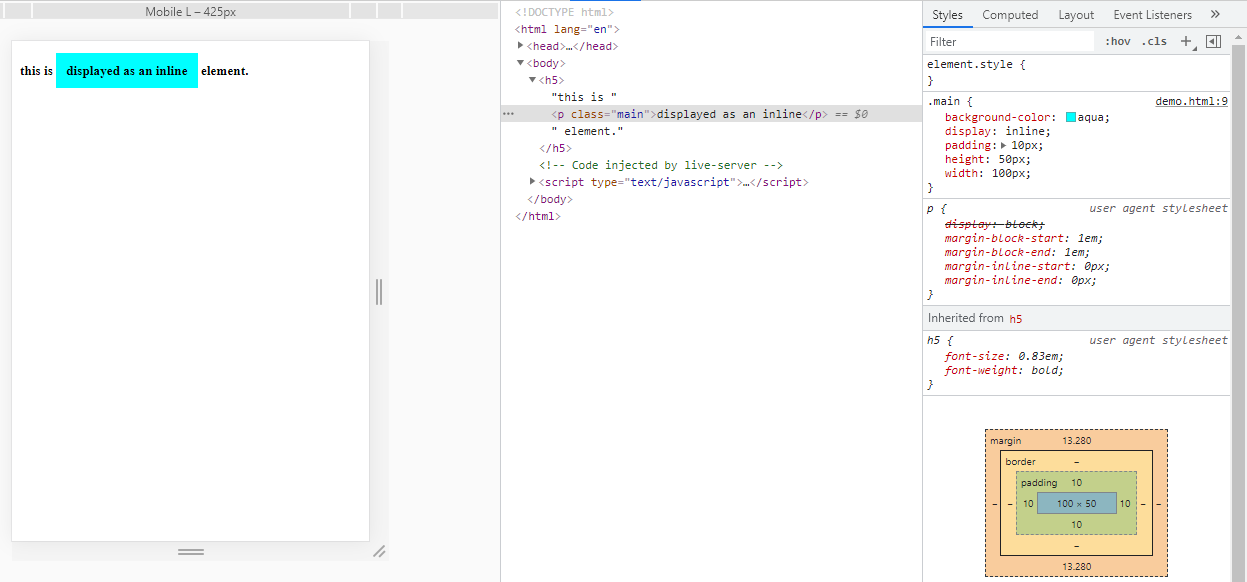 Mobile L – 425px
this is displayed as an inline element.
<!DOCTYPE html>
<html lang="en">
<head>…</head>
<body>
<h5>
"this is "
<p class="main">displayed as an inline</p> == $0
" element."
</h5>
<!-- Code injected by live-server -->
<script type="text/javascript">…</script>
</body>
</html>
Styles Computed Layout Event Listeners »
Filter :hov .cls +
element.style {
}
.main { demo.html:9
background-color: aqua;
display: inline;
padding: 10px;
height: 50px;
width: 100px;
}
p { user agent stylesheet
display: block;
margin-block-start: 1em;
margin-block-end: 1em;
margin-inline-start: 0px;
margin-inline-end: 0px;
}
Inherited from h5
h5 { user agent stylesheet
font-size: 0.83em;
font-weight: bold;
}
margin 13.280
border –
padding 10
– – 10 100 × 50 10 – –
10
–
13.280